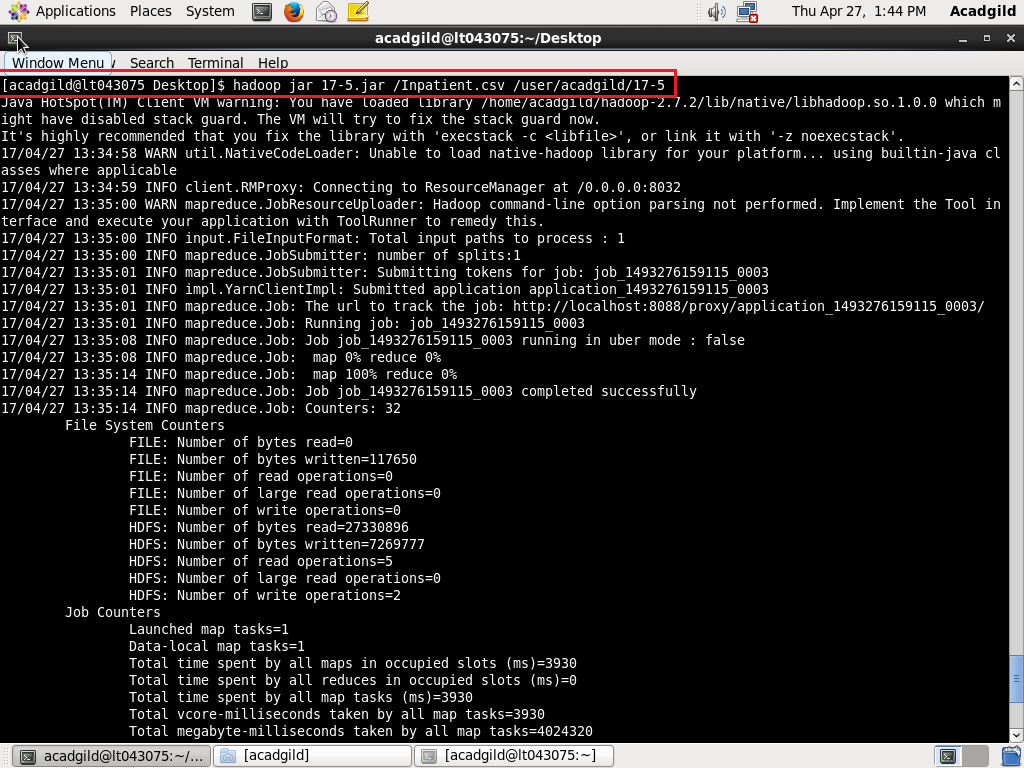 Applications Places System Thu Apr 27, 1:44 PM Acadgild
acadgild@lt043075:~/Desktop
Window Menu Search Terminal Help
[acadgild@lt043075 Desktop]$ hadoop jar 17-5.jar /Inpatient.csv /user/acadgild/17-5
Java HotSpot(TM) Client VM warning: You have loaded library /home/acadgild/hadoop-2.7.2/lib/native/libhadoop.so.1.0.0 which m
ight have disabled stack guard. The VM will try to fix the stack guard now.
It's highly recommended that you fix the library with 'execstack -c <libfile>', or link it with '-z noexecstack'.
17/04/27 13:34:58 WARN util.NativeCodeLoader: Unable to load native-hadoop library for your platform... using builtin-java cl
asses where applicable
17/04/27 13:34:59 INFO client.RMProxy: Connecting to ResourceManager at /0.0.0.0:8032
17/04/27 13:35:00 WARN mapreduce.JobResourceUploader: Hadoop command-line option parsing not performed. Implement the Tool in
terface and execute your application with ToolRunner to remedy this.
17/04/27 13:35:00 INFO input.FileInputFormat: Total input paths to process : 1
17/04/27 13:35:00 INFO mapreduce.JobSubmitter: number of splits:1
17/04/27 13:35:01 INFO mapreduce.JobSubmitter: Submitting tokens for job: job_1493276159115_0003
17/04/27 13:35:01 INFO impl.YarnClientImpl: Submitted application application_1493276159115_0003
17/04/27 13:35:01 INFO mapreduce.Job: The url to track the job: http://localhost:8088/proxy/application_1493276159115_0003/
17/04/27 13:35:01 INFO mapreduce.Job: Running job: job_1493276159115_0003
17/04/27 13:35:08 INFO mapreduce.Job: Job job_1493276159115_0003 running in uber mode : false
17/04/27 13:35:08 INFO mapreduce.Job:  map 0% reduce 0%
17/04/27 13:35:14 INFO mapreduce.Job:  map 100% reduce 0%
17/04/27 13:35:14 INFO mapreduce.Job: Job job_1493276159115_0003 completed successfully
17/04/27 13:35:14 INFO mapreduce.Job: Counters: 32
File System Counters
FILE: Number of bytes read=0
FILE: Number of bytes written=117650
FILE: Number of read operations=0
FILE: Number of large read operations=0
FILE: Number of write operations=0
HDFS: Number of bytes read=27330896
HDFS: Number of bytes written=7269777
HDFS: Number of read operations=5
HDFS: Number of large read operations=0
HDFS: Number of write operations=2
Job Counters
Launched map tasks=1
Data-local map tasks=1
Total time spent by all maps in occupied slots (ms)=3930
Total time spent by all reduces in occupied slots (ms)=0
Total time spent by all map tasks (ms)=3930
Total vcore-milliseconds taken by all map tasks=3930
Total megabyte-milliseconds taken by all map tasks=4024320
acadgild@lt043075:~/... [acadgild] [acadgild@lt043075:~]